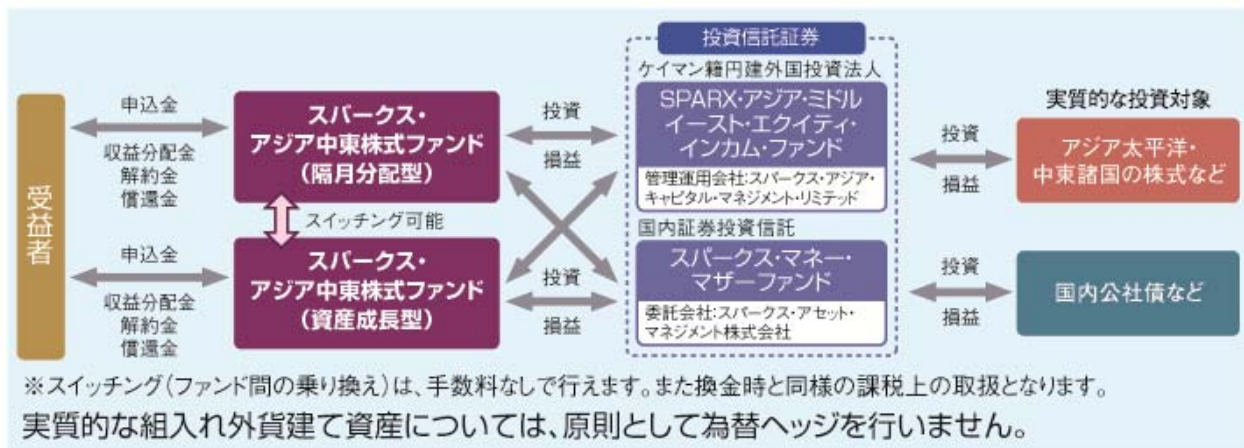 投資信託証券
ケイマン籍円建外国投資法人
受益者
申込金
収益分配金
解約金
償還金
スパークス・
アジア中東株式ファンド
(隔月分配型)
投資
損益
SPARX・アジア・ミドル
イースト・エクイティ・
インカム・ファンド
管理運用会社:スパークス・アジア・
キャピタル・マネジメント・リミテッド
投資
損益
実質的な投資対象
アジア太平洋・
中東諸国の株式など
スイッチング可能
申込金
収益分配金
解約金
償還金
スパークス・
アジア中東株式ファンド
(資産成長型)
投資
損益
国内証券投資信託
スパークス・マネー・
マザーファンド
委託会社:スパークス・アセット・
マネジメント株式会社
投資
損益
国内公社債など
※スイッチング(ファンド間の乗り換え)は、手数料なしで行えます。また換金時と同様の課税上の取扱となります。
実質的な組入れ外貨建て資産については、原則として為替ヘッジを行いません。